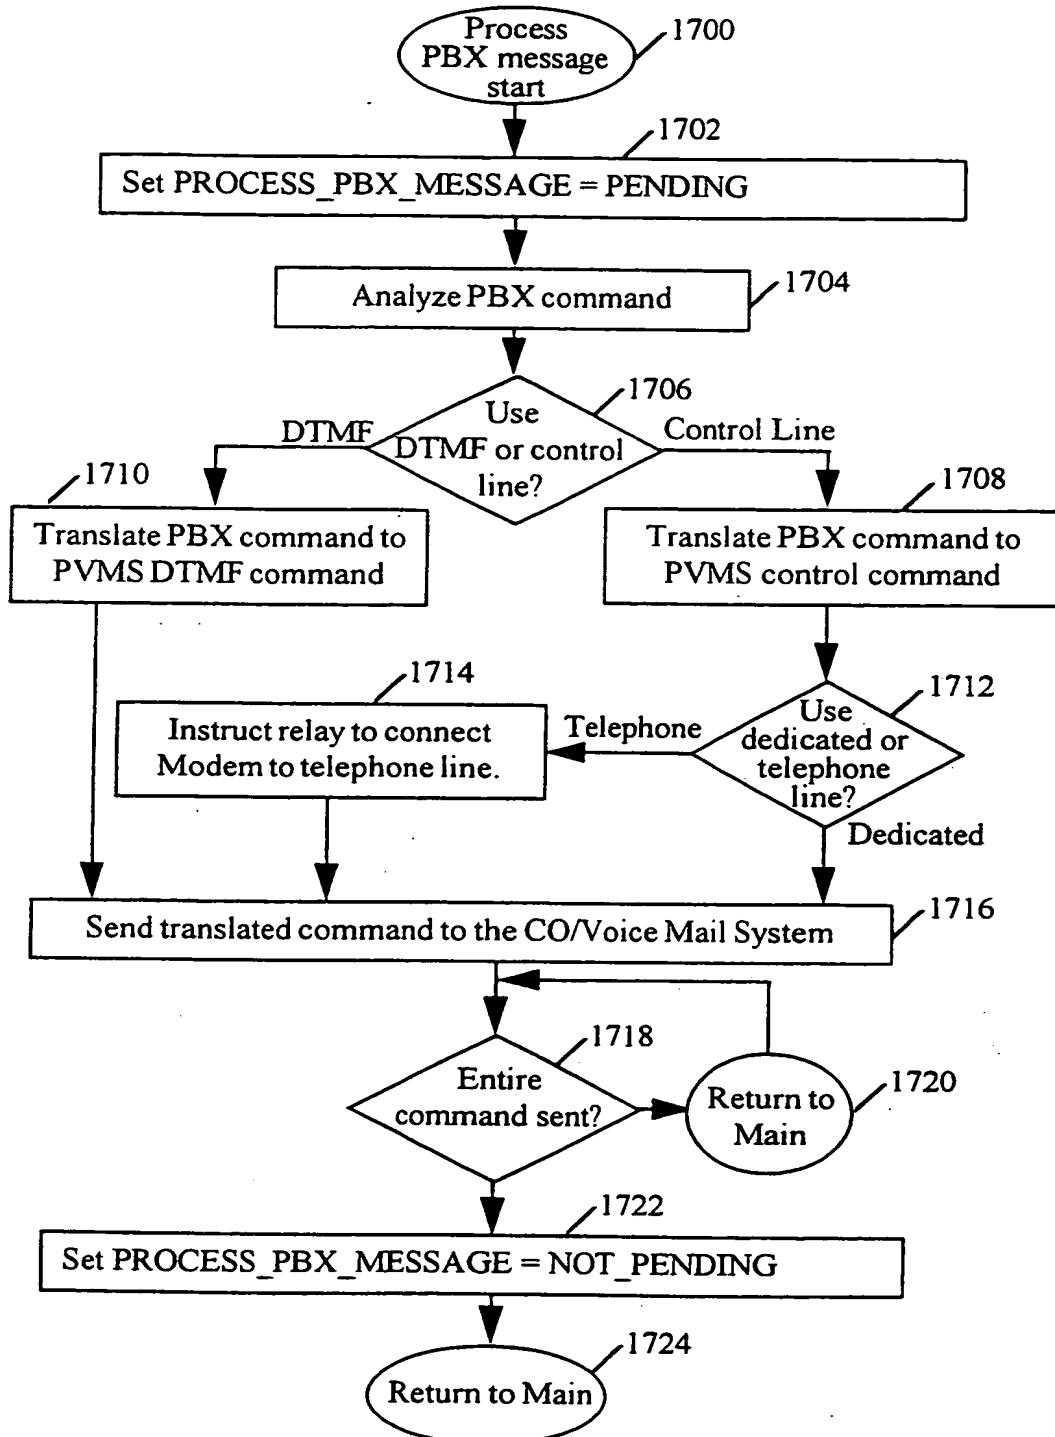 Process
PBX message
start
1700
1702
Set PROCESS_PBX_MESSAGE = PENDING
Analyze PBX command
1704
1706
Use
DTMF or control
line?
DTMF
Control Line
1710
Translate PBX command to
PVMS DTMF command
1708
Translate PBX command to
PVMS control command
1714
Instruct relay to connect
Modem to telephone line.
Telephone
1712
Use
dedicated or
telephone
line?
Dedicated
Send translated command to the CO/Voice Mail System
1716
1718
Entire
command sent?
Return to
Main
1720
1722
Set PROCESS_PBX_MESSAGE = NOT_PENDING
1724
Return to Main